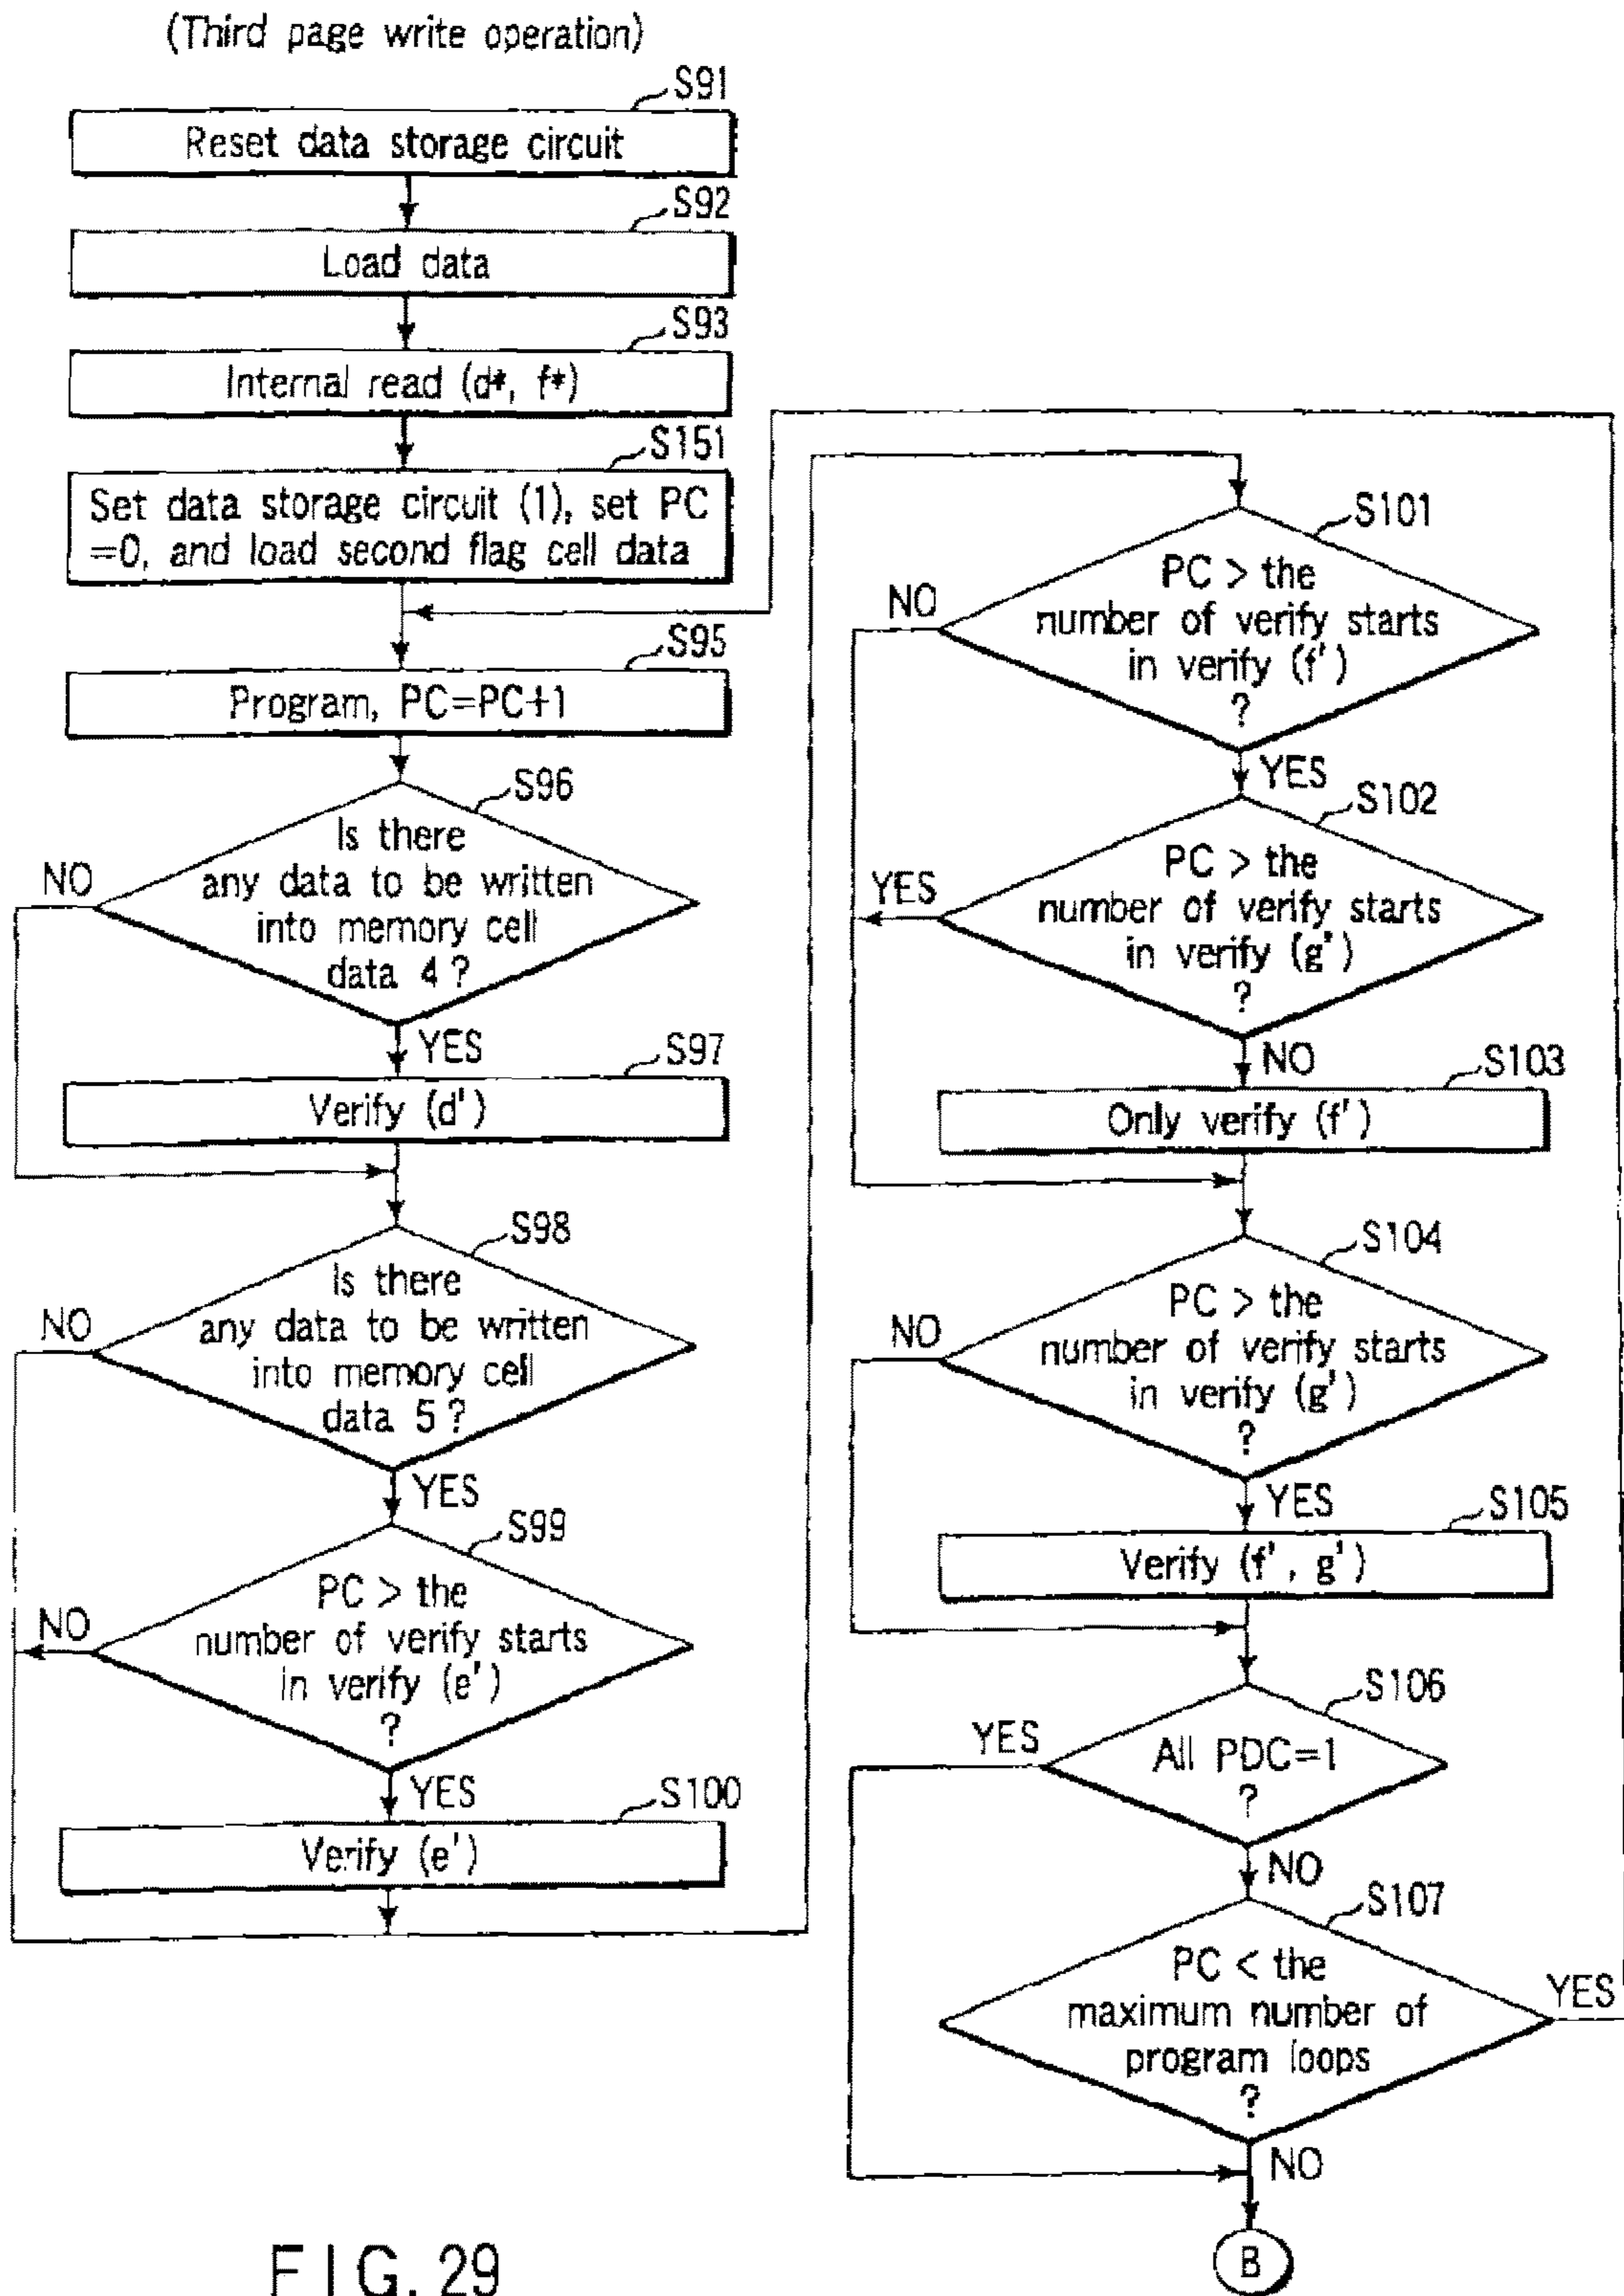 (Third page write operation)
S91
Reset data storage circuit
S92
Load data
S93
Internal read (d*, f*)
S151
Set data storage circuit (1), set PC
=0, and load second flag cell data
S95
Program, PC=PC+1
S96
Is there
any data to be written
into memory cell
data 4 ?
NO
YES
S97
Verify (d')
S98
Is there
any data to be written
into memory cell
data 5 ?
NO
YES
S99
PC > the
number of verify starts
in verify (e')
?
NO
YES
S100
Verify (e')
S101
PC > the
number of verify starts
in verify (f')
?
NO
YES
S102
PC > the
number of verify starts
in verify (g')
?
YES
NO
S103
Only verify (f')
S104
PC > the
number of verify starts
in verify (g')
?
NO
YES
S105
Verify (f', g')
S106
All PDC=1
?
YES
NO
S107
PC < the
maximum number of
program loops
?
YES
NO
B
FIG. 29